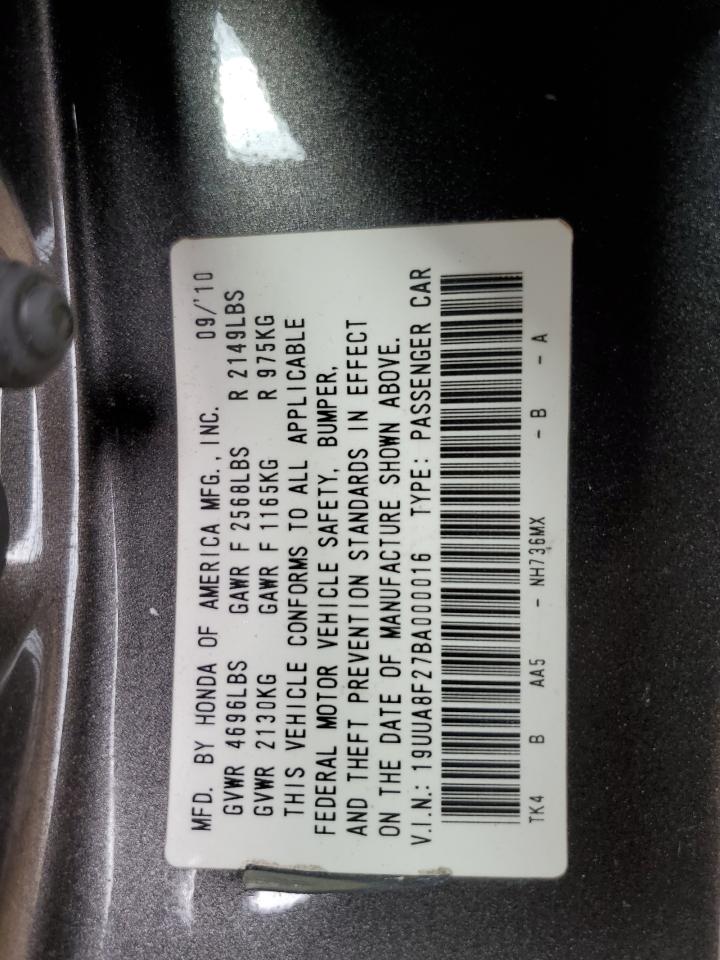 MFD. BY HONDA OF AMERICA MFG., INC. 09/'10
GVWR 4696LBS GAWR F 2568LBS R 2149LBS
GVWR 2130KG GAWR F 1165KG R 975KG
THIS VEHICLE CONFORMS TO ALL APPLICABLE
FEDERAL MOTOR VEHICLE SAFETY, BUMPER,
AND THEFT PREVENTION STANDARDS IN EFFECT
ON THE DATE OF MANUFACTURE SHOWN ABOVE.
V.I.N.: 19UUA8F27BA000016 TYPE: PASSENGER CAR
TK4 B AA5 - NH736MX - B - A